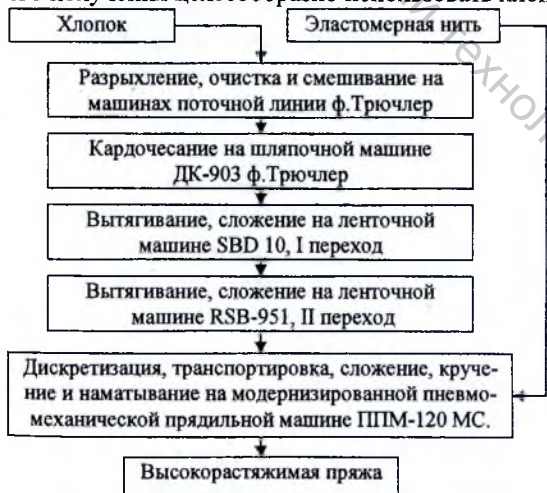 Хлопок
Эластомерная нить
Разрыхление, очистка и смешивание на
машинах поточной линии ф.Трючлер
Кардочесание на шляпочной машине
ДК-903 ф.Трючлер
Вытягивание, сложение на ленточной
машине SBD 10, I переход
Вытягивание, сложение на ленточной
машине RSB-951, II переход
Дискретизация, транспортировка, сложение, круче-
ние и наматывание на модернизированной пневмо-
механической прядильной машине ППМ-120 МС.
Высокорастяжимая пряжа